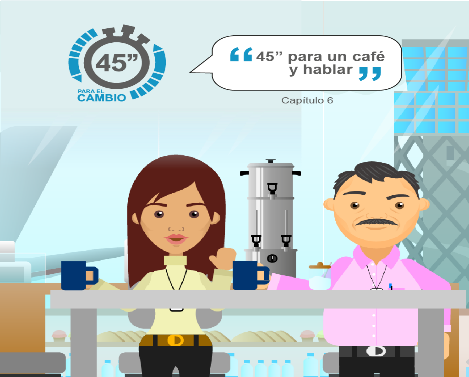 45”
PARA EL
CAMBIO
“ 45” para un café
y hablar ”
Capítulo 6